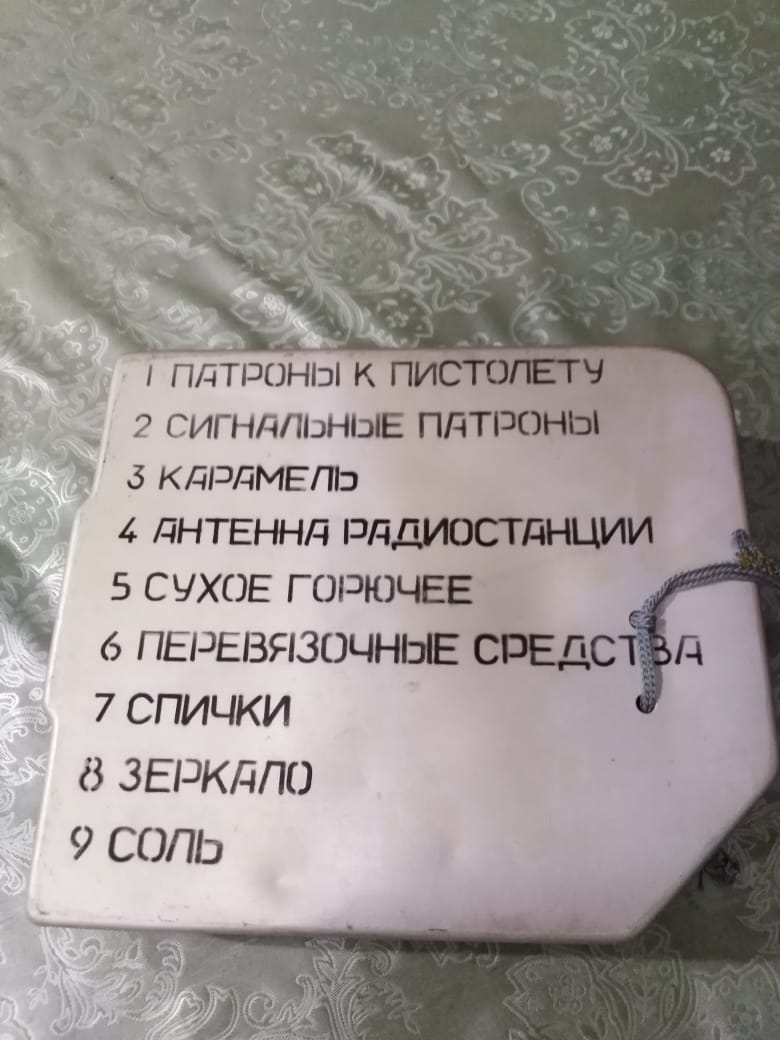 1 ПАТРОНЫ К ПИСТОЛЕТУ
2 СИГНАЛЬНЫЕ ПАТРОНЫ
3 КАРАМЕЛЬ
4 АНТЕННА РАДИОСТАНЦИИ
5 СУХОЕ ГОРЮЧЕЕ
6 ПЕРЕВЯЗОЧНЫЕ СРЕДСТВА
7 СПИЧКИ
8 ЗЕРКАЛО
9 СОЛЬ